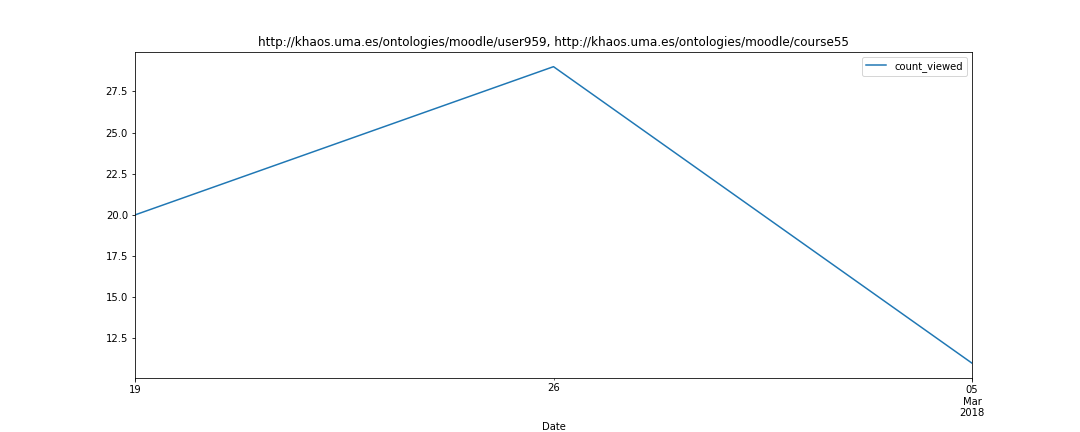 http://khaos.uma.es/ontologies/moodle/user959, http://khaos.uma.es/ontologies/moodle/course55
count_viewed
27.5
25.0
22.5
20.0
17.5
15.0
12.5
19
26
05
Mar
2018
Date